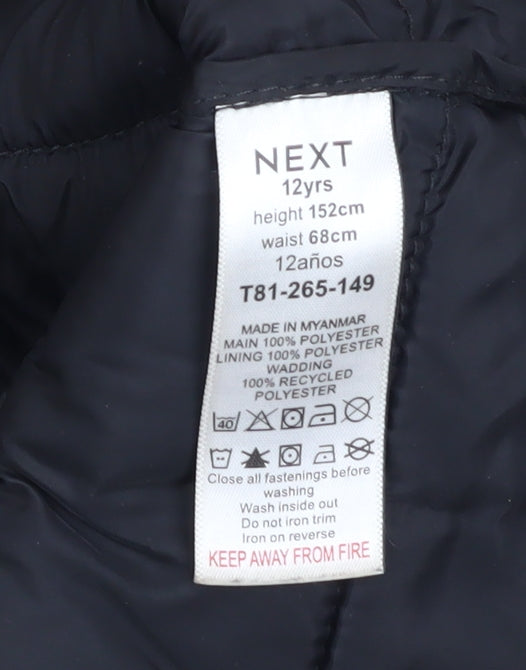 NEXT
12yrs
height 152cm
waist 68cm
12años
T81-265-149
MADE IN MYANMAR
MAIN 100% POLYESTER
LINING 100% POLYESTER
WADDING
100% RECYCLED
POLYESTER
40
Close all fastenings before
washing
Wash inside out
Do not iron trim
Iron on reverse
KEEP AWAY FROM FIRE